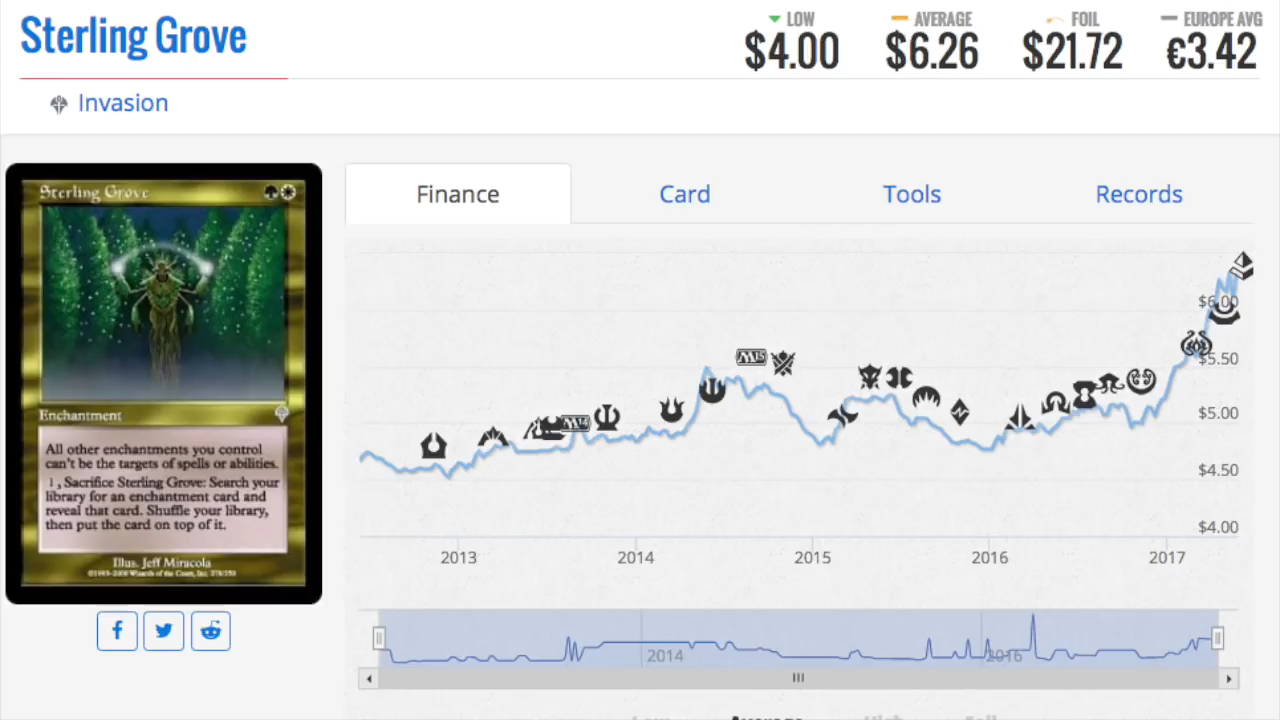 Sterling Grove
LOW
AVERAGE
FOIL
EUROPE AVG
$4.00
$6.26
$21.72
€3.42
Invasion
Sterling Grove
Enchantment
All other enchantments you control
can't be the targets of spells or abilities.
1, Sacrifice Sterling Grove: Search your
library for an enchantment card and
reveal that card. Shuffle your library,
then put the card on top of it.
Illus. Jeff Miracola
Finance
Card
Tools
Records
M14
M15
$6.00
$5.50
$5.00
$4.50
$4.00
2013
2014
2015
2016
2017
2014
2016